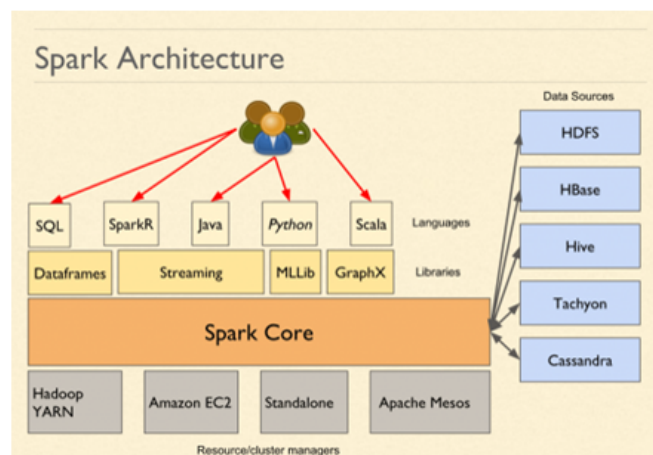 Spark Architecture
Data Sources
HDFS
HBase
Hive
Tachyon
Cassandra
SQL
SparkR
Java
Python
Scala
Languages
Dataframes
Streaming
MLLib
GraphX
Libraries
Spark Core
Hadoop
YARN
Amazon EC2
Standalone
Apache Mesos
Resource/cluster managers